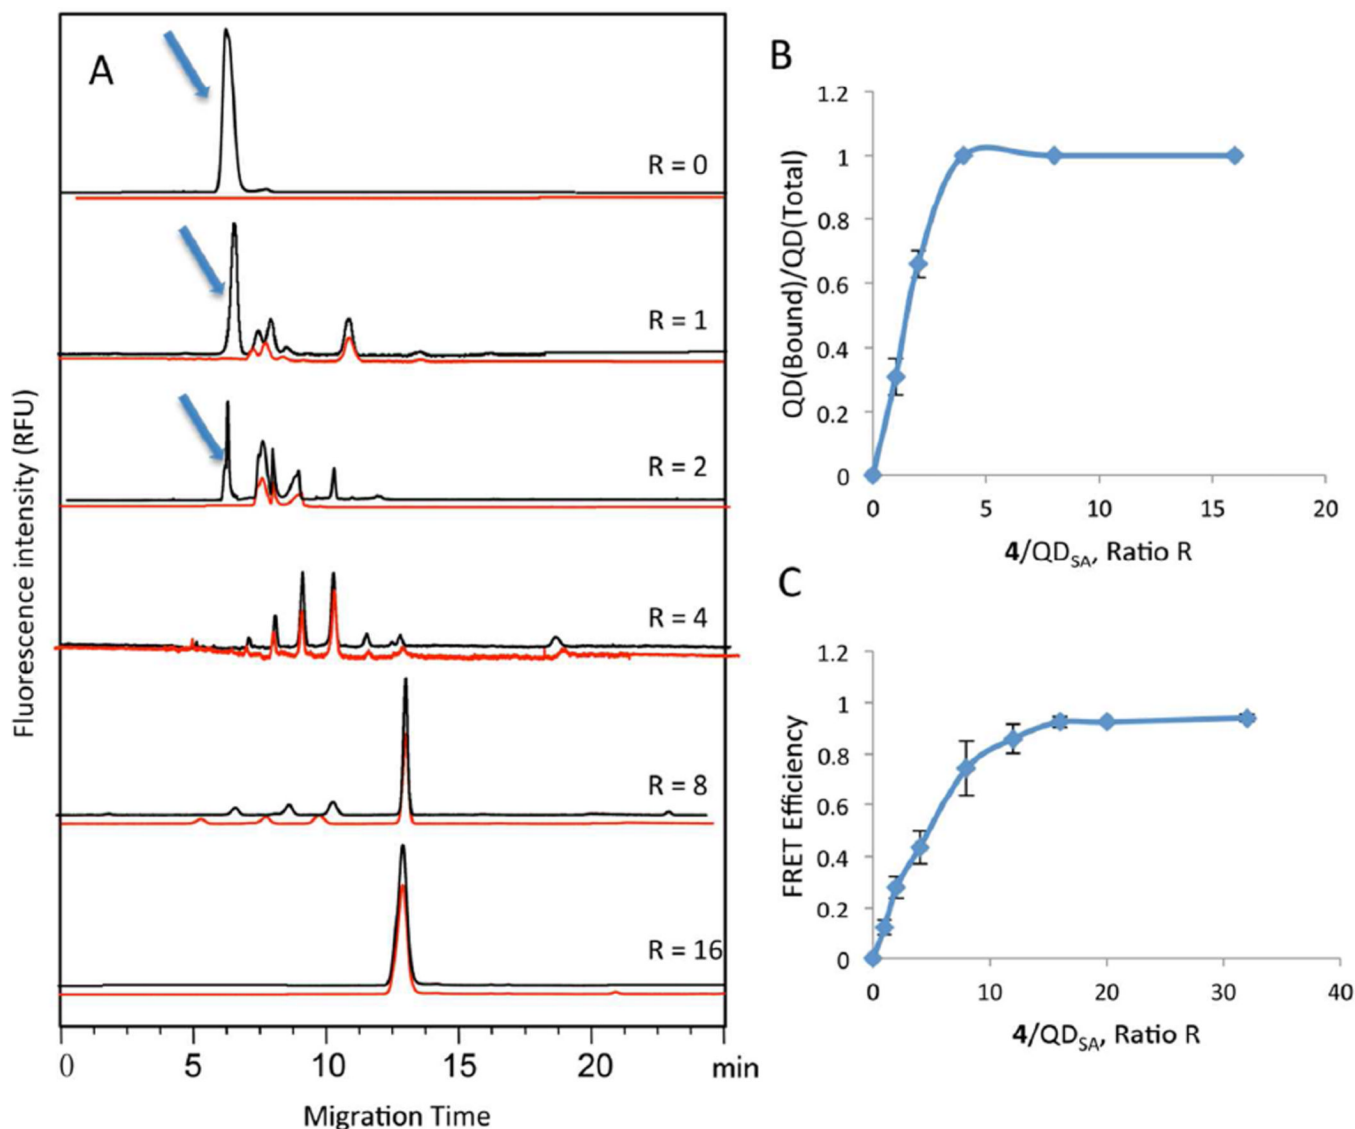 A
R = 0
R = 1
R = 2
R = 4
R = 8
R = 16
Fluorescence intensity (RFU)
0 5 10 15 20 min
Migration Time
B
1.2
1
0.8
0.6
0.4
0.2
0
QD(Bound)/QD(Total)
0 5 10 15 20
4/QDSA, Ratio R
C
1.2
1
0.8
0.6
0.4
0.2
0
FRET Efficiency
0 10 20 30 40
4/QDSA, Ratio R